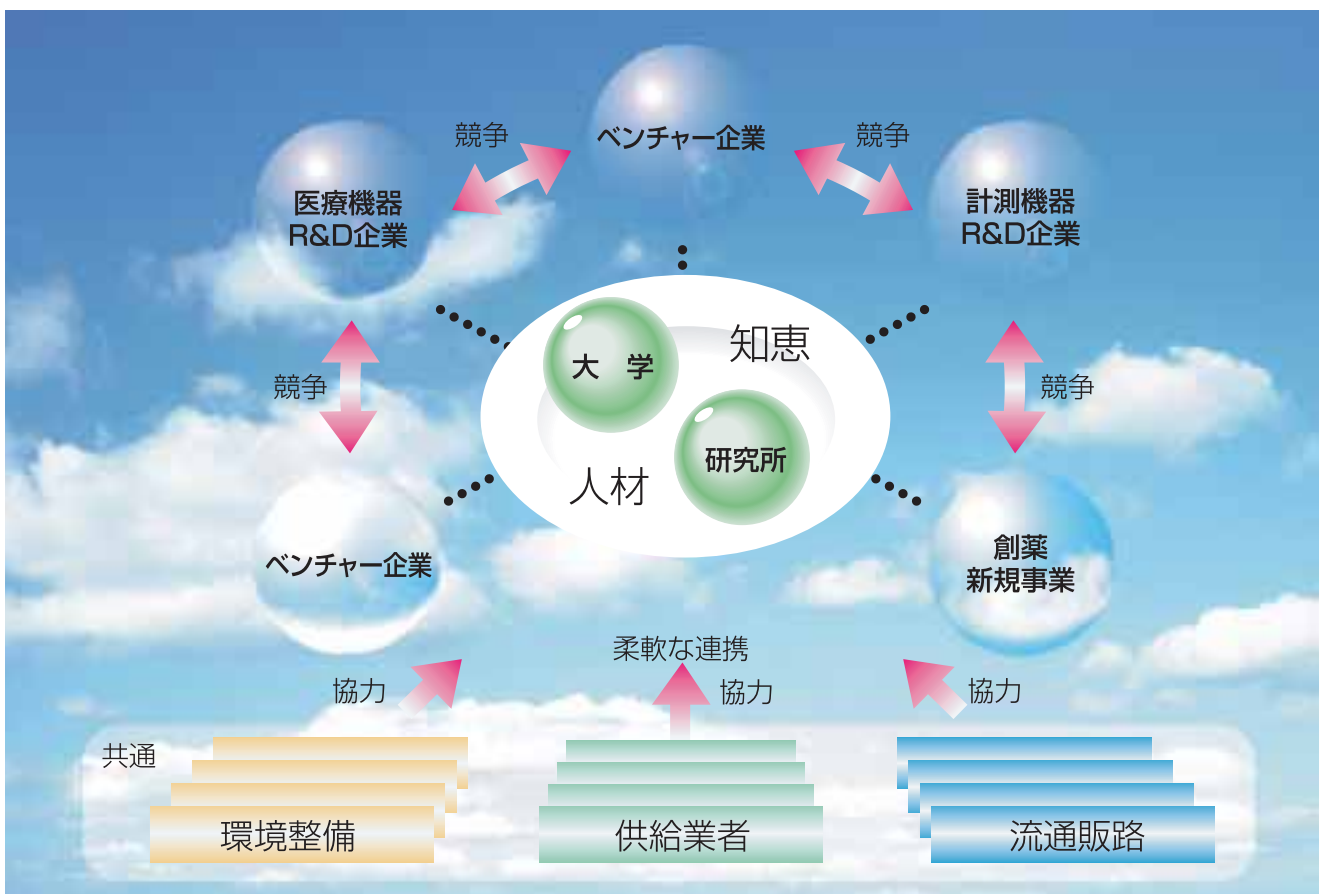 ベンチャー企業
競争
競争
医療機器
R&D企業
計測機器
R&D企業
知恵
大 学
競争
競争
研究所
人材
ベンチャー企業
創薬
新規事業
柔軟な連携
協力
協力
協力
共通
環境整備
供給業者
流通販路